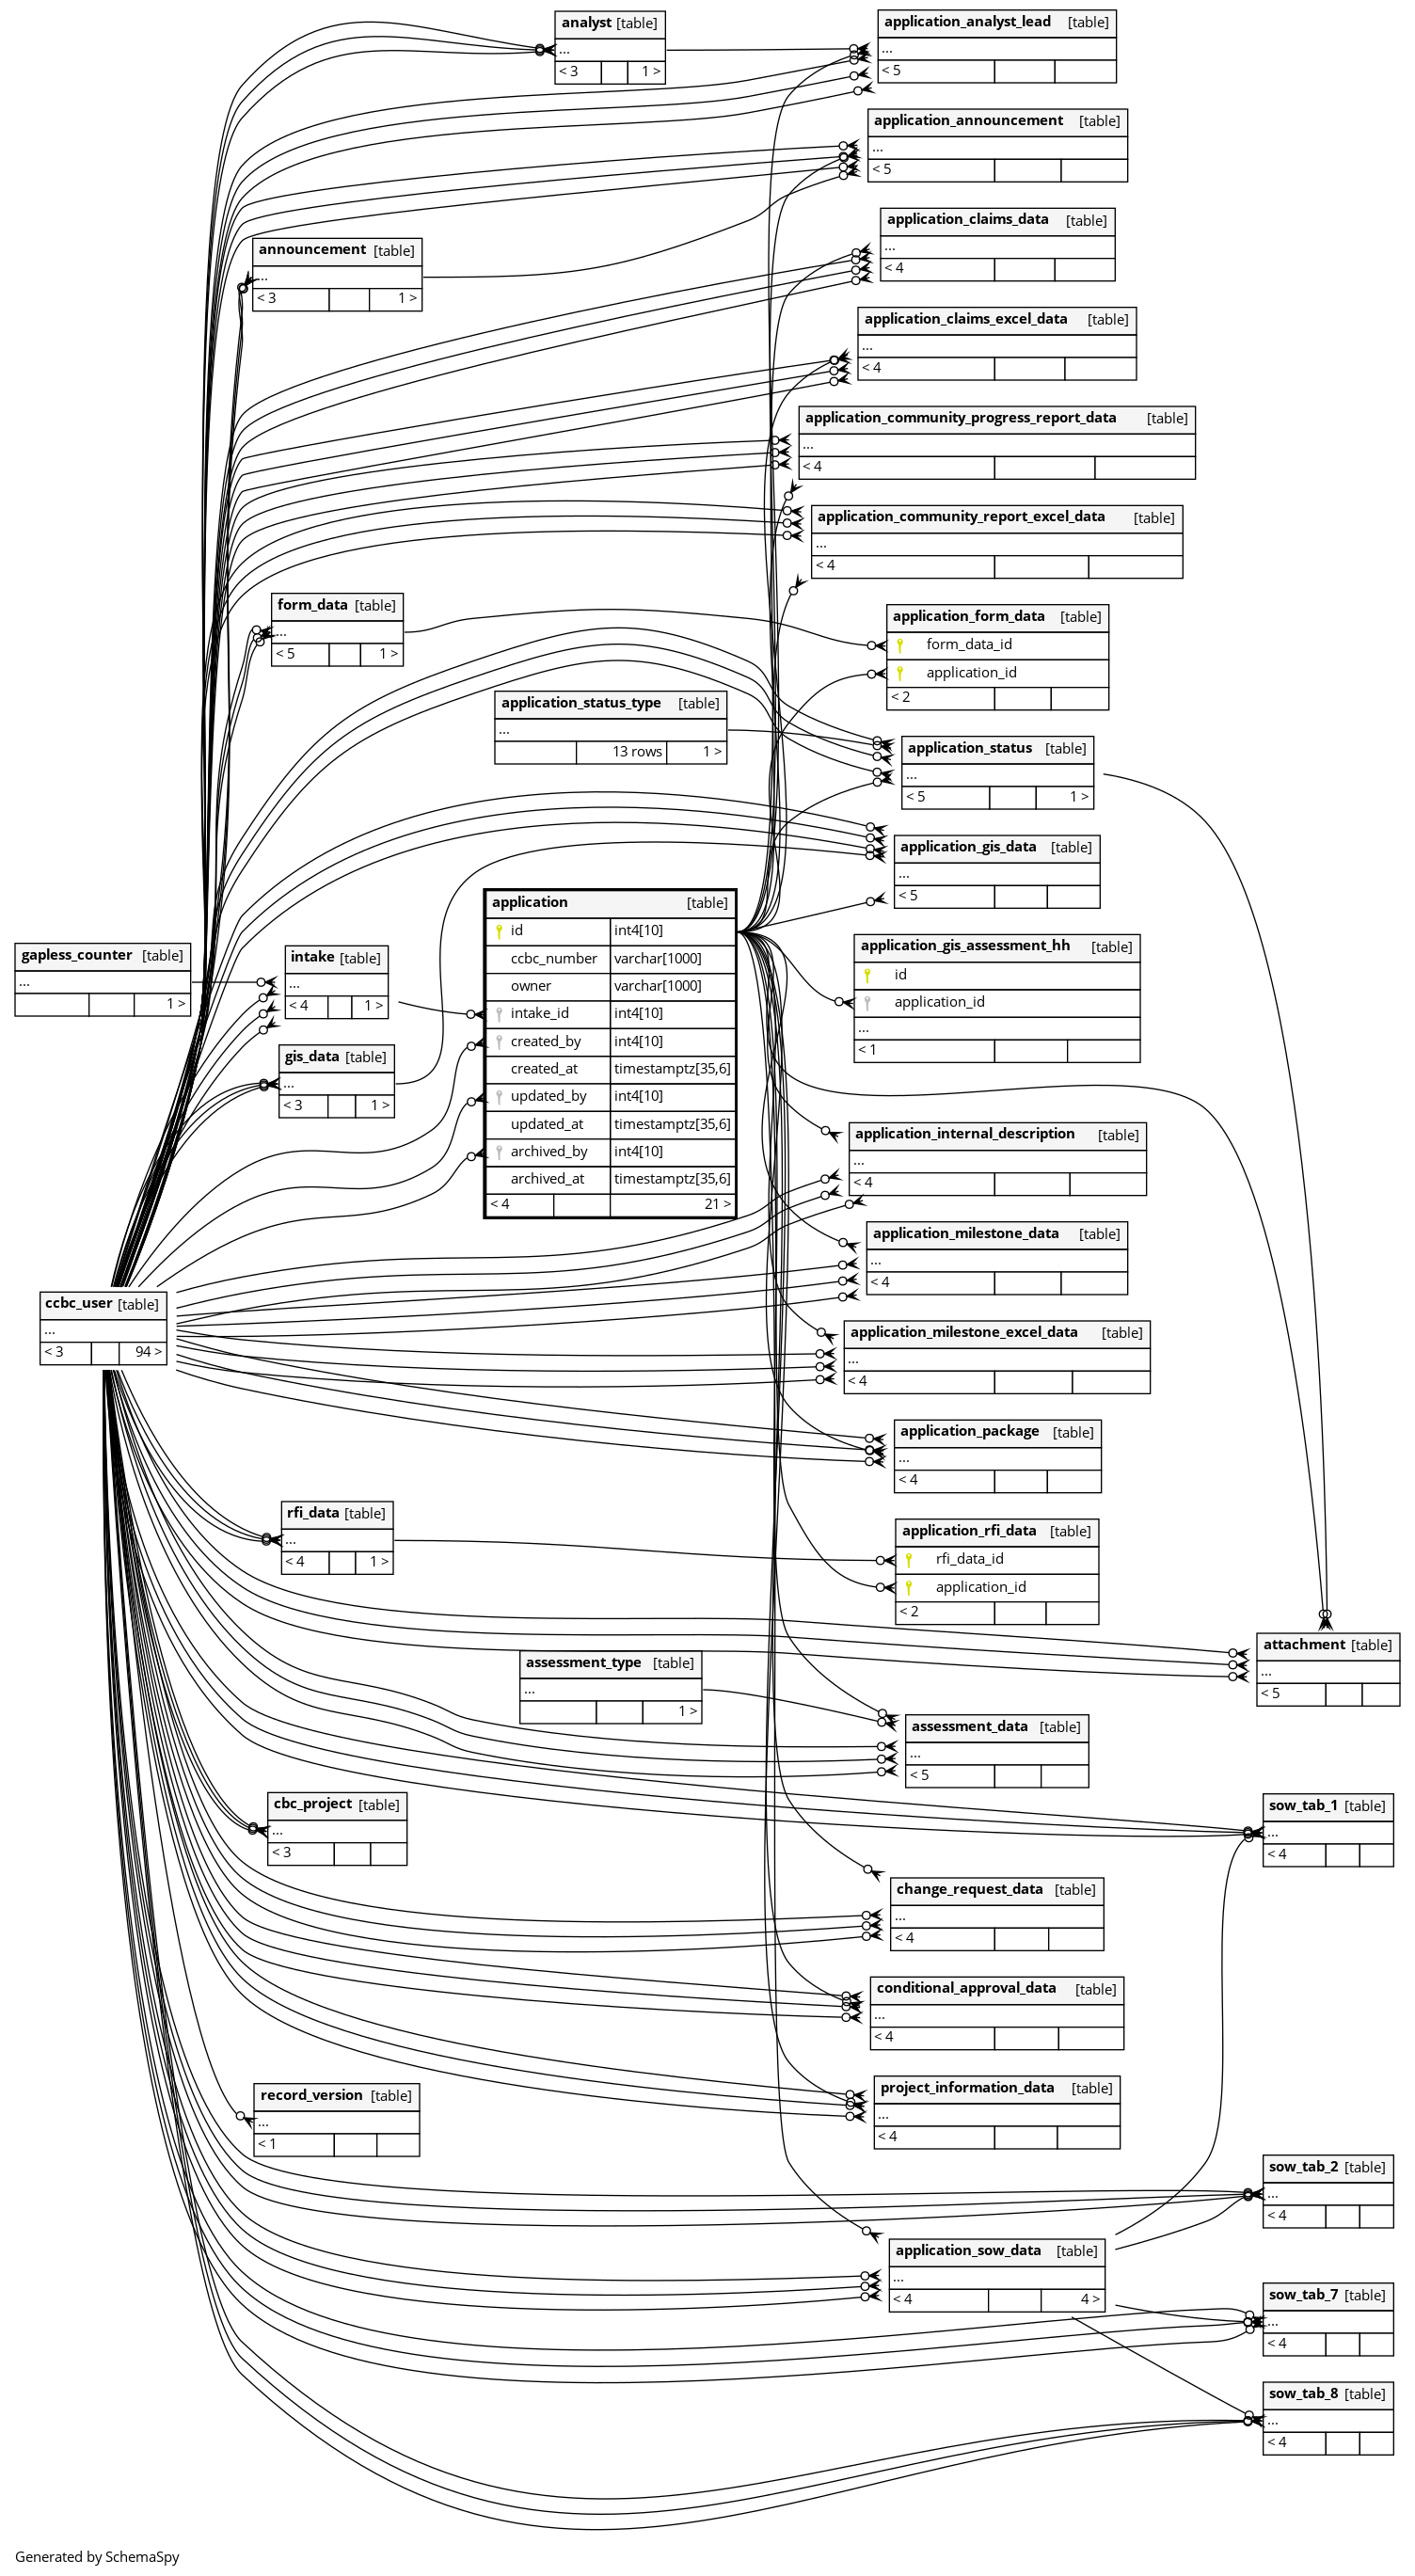 analyst [table]
...
< 3 1 >
application_analyst_lead [table]
...
< 5
application_announcement [table]
...
< 5
application_claims_data [table]
...
< 4
announcement [table]
...
< 3 1 >
application_claims_excel_data [table]
...
< 4
application_community_progress_report_data [table]
...
< 4
application_community_report_excel_data [table]
...
< 4
form_data [table]
...
< 5 1 >
application_form_data [table]
form_data_id
application_id
< 2
application_status_type [table]
...
13 rows 1 >
application_status [table]
...
< 5 1 >
application_gis_data [table]
...
< 5
application [table]
id int4[10]
ccbc_number varchar[1000]
owner varchar[1000]
intake_id int4[10]
created_by int4[10]
created_at timestamptz[35,6]
updated_by int4[10]
updated_at timestamptz[35,6]
archived_by int4[10]
archived_at timestamptz[35,6]
< 4 21 >
gapless_counter [table]
...
1 >
intake [table]
...
< 4 1 >
gis_data [table]
...
< 3 1 >
application_gis_assessment_hh [table]
id
application_id
...
< 1
application_internal_description [table]
...
< 4
application_milestone_data [table]
...
< 4
ccbc_user [table]
...
< 3 94 >
application_milestone_excel_data [table]
...
< 4
application_package [table]
...
< 4
rfi_data [table]
...
< 4 1 >
application_rfi_data [table]
rfi_data_id
application_id
< 2
attachment [table]
...
< 5
assessment_type [table]
...
1 >
assessment_data [table]
...
< 5
cbc_project [table]
...
< 3
sow_tab_1 [table]
...
< 4
change_request_data [table]
...
< 4
conditional_approval_data [table]
...
< 4
record_version [table]
...
< 1
project_information_data [table]
...
< 4
sow_tab_2 [table]
...
< 4
application_sow_data [table]
...
< 4 4 >
sow_tab_7 [table]
...
< 4
sow_tab_8 [table]
...
< 4
Generated by SchemaSpy